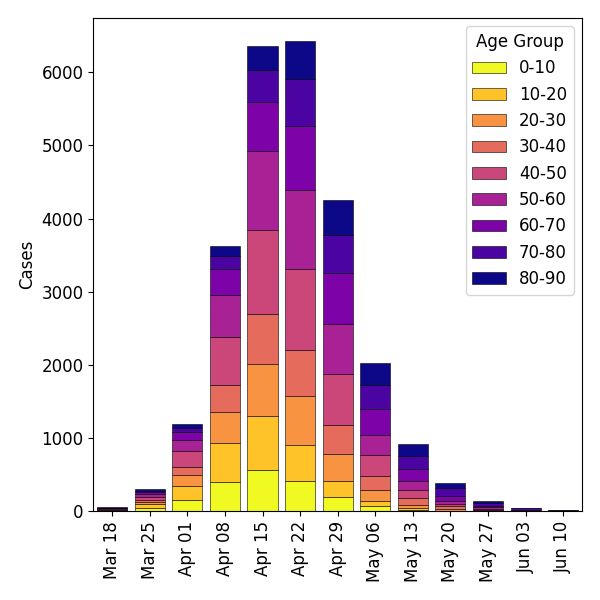 Age Group
0-10
10-20
20-30
30-40
40-50
50-60
60-70
70-80
80-90
6000
5000
4000
3000
2000
1000
0
Cases
Mar 18
Mar 25
Apr 01
Apr 08
Apr 15
Apr 22
Apr 29
May 06
May 13
May 20
May 27
Jun 03
Jun 10